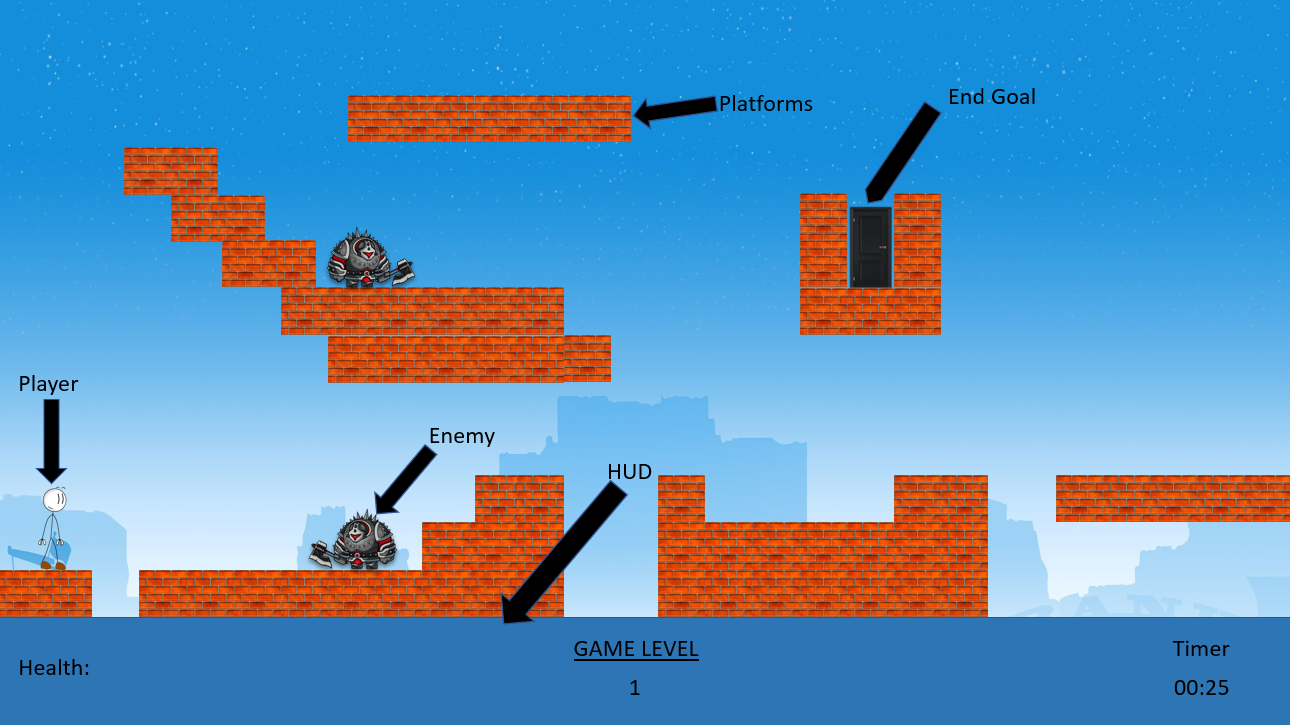 End Goal
Platforms
Player
Enemy
HUD
GAME LEVEL
Timer
Health:
1
00:25